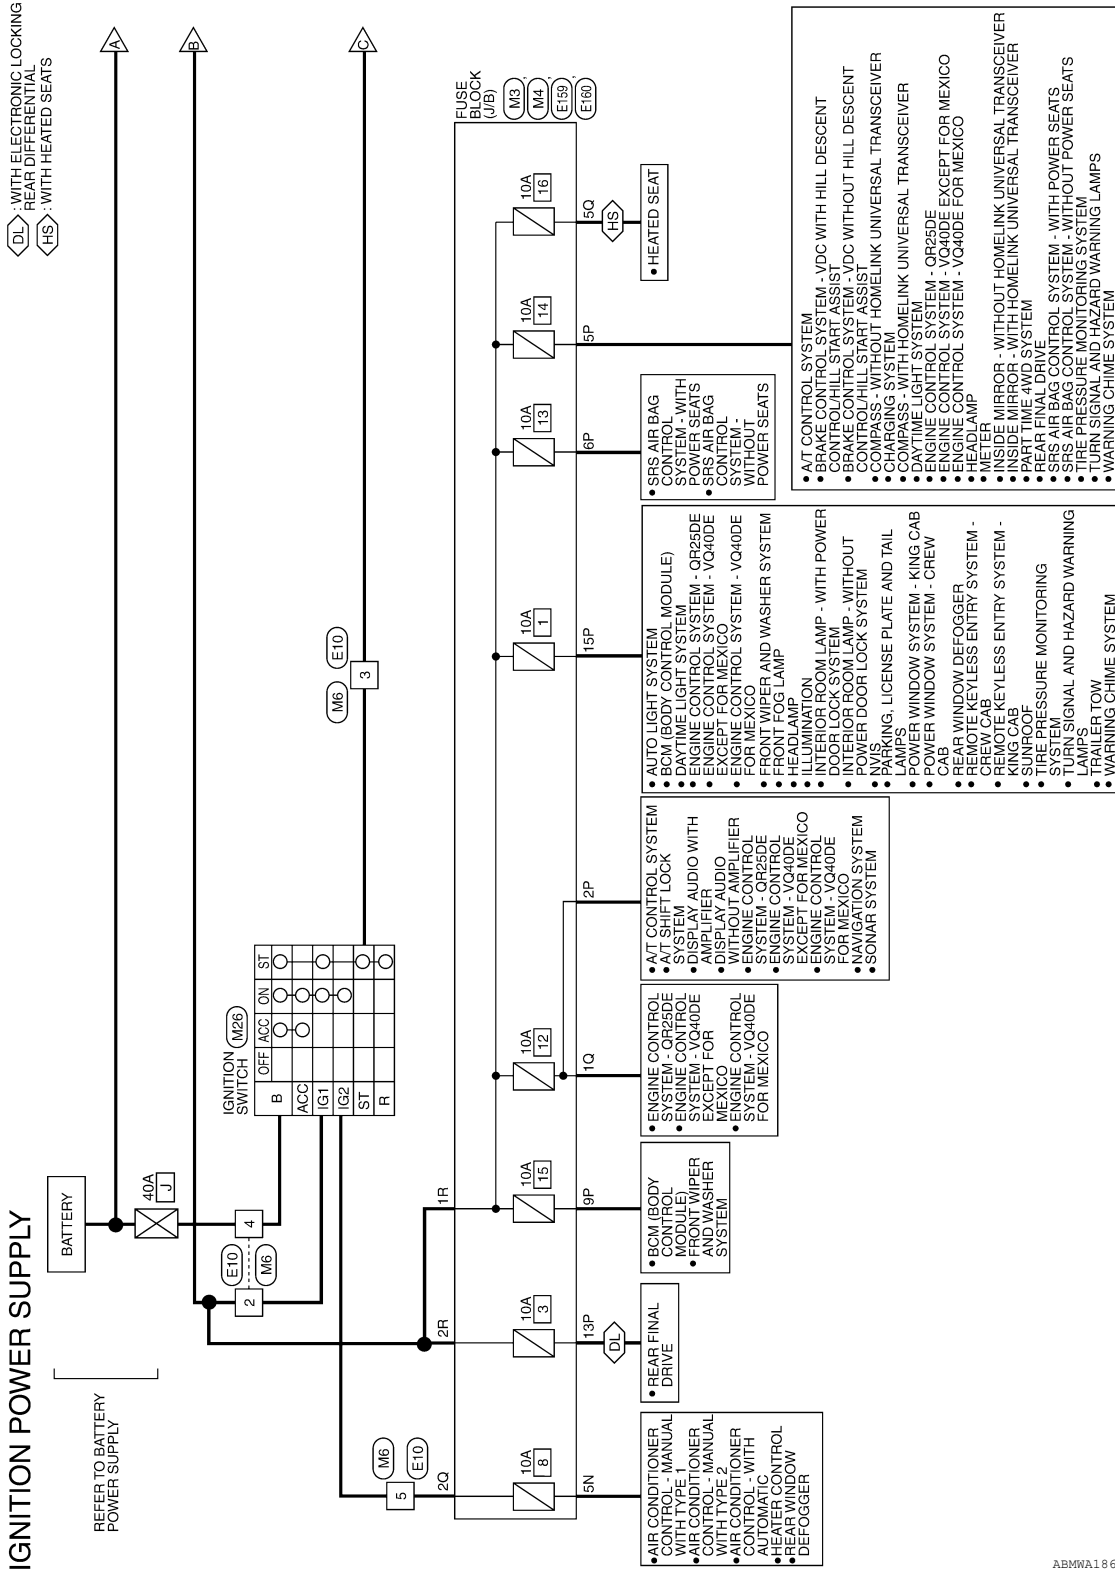 IGNITION POWER SUPPLY
DL : WITH ELECTRONIC LOCKING
REAR DIFFERENTIAL
HS : WITH HEATED SEATS
REFER TO BATTERY
POWER SUPPLY
BATTERY
A
40A
J
B
C
4
E10
M6
2
IGNITION
SWITCH
M26
OFF ACC ON ST
B
ACC
IG1
IG2
ST
R
M6
3
E10
M6
5
E10
2Q
2R
1R
FUSE
BLOCK
(J/B)
M3 ,
M4 ,
E159 ,
E160
10A
8
10A
3
10A
15
10A
12
10A
1
10A
13
10A
14
10A
16
5N
13P
9P
1Q
2P
15P
6P
5P
5Q
DL
HS
• AIR CONDITIONER
CONTROL - MANUAL
WITH TYPE 1
• AIR CONDITIONER
CONTROL - MANUAL
WITH TYPE 2
• AIR CONDITIONER
CONTROL - WITH
AUTOMATIC
• HEATER CONTROL
• REAR WINDOW
DEFOGGER
• REAR FINAL
DRIVE
• BCM (BODY
CONTROL
MODULE)
• FRONT WIPER
AND WASHER
SYSTEM
• ENGINE CONTROL
SYSTEM - QR25DE
• ENGINE CONTROL
SYSTEM - VQ40DE
EXCEPT FOR
MEXICO
• ENGINE CONTROL
SYSTEM - VQ40DE
FOR MEXICO
• A/T CONTROL SYSTEM
• A/T SHIFT LOCK
SYSTEM
• DISPLAY AUDIO WITH
AMPLIFIER
• DISPLAY AUDIO
WITHOUT AMPLIFIER
• ENGINE CONTROL
SYSTEM - QR25DE
• ENGINE CONTROL
SYSTEM - VQ40DE
EXCEPT FOR MEXICO
• ENGINE CONTROL
SYSTEM - VQ40DE
FOR MEXICO
• NAVIGATION SYSTEM
• SONAR SYSTEM
• AUTO LIGHT SYSTEM
• BCM (BODY CONTROL MODULE)
• DAYTIME LIGHT SYSTEM
• ENGINE CONTROL SYSTEM - QR25DE
• ENGINE CONTROL SYSTEM - VQ40DE
EXCEPT FOR MEXICO
• ENGINE CONTROL SYSTEM - VQ40DE
FOR MEXICO
• FRONT WIPER AND WASHER SYSTEM
• FRONT FOG LAMP
• HEADLAMP
• ILLUMINATION
• INTERIOR ROOM LAMP - WITH POWER
DOOR LOCK SYSTEM
• INTERIOR ROOM LAMP - WITHOUT
POWER DOOR LOCK SYSTEM
• NVIS
• PARKING, LICENSE PLATE AND TAIL
LAMPS
• POWER WINDOW SYSTEM - KING CAB
• POWER WINDOW SYSTEM - CREW
CAB
• REAR WINDOW DEFOGGER
• REMOTE KEYLESS ENTRY SYSTEM -
CREW CAB
• REMOTE KEYLESS ENTRY SYSTEM -
KING CAB
• SUNROOF
• TIRE PRESSURE MONITORING
SYSTEM
• TURN SIGNAL AND HAZARD WARNING
LAMPS
• TRAILER TOW
• WARNING CHIME SYSTEM
• SRS AIR BAG
CONTROL
SYSTEM - WITH
POWER SEATS
• SRS AIR BAG
CONTROL
SYSTEM -
WITHOUT
POWER SEATS
• A/T CONTROL SYSTEM
• BRAKE CONTROL SYSTEM - VDC WITH HILL DESCENT
CONTROL/HILL START ASSIST
• BRAKE CONTROL SYSTEM - VDC WITHOUT HILL DESCENT
CONTROL/HILL START ASSIST
• COMPASS - WITHOUT HOMELINK UNIVERSAL TRANSCEIVER
• CHARGING SYSTEM
• COMPASS - WITH HOMELINK UNIVERSAL TRANSCEIVER
• DAYTIME LIGHT SYSTEM
• ENGINE CONTROL SYSTEM - QR25DE
• ENGINE CONTROL SYSTEM - VQ40DE EXCEPT FOR MEXICO
• ENGINE CONTROL SYSTEM - VQ40DE FOR MEXICO
• HEADLAMP
• METER
• INSIDE MIRROR - WITHOUT HOMELINK UNIVERSAL TRANSCEIVER
• INSIDE MIRROR - WITH HOMELINK UNIVERSAL TRANSCEIVER
• PART TIME 4WD SYSTEM
• REAR FINAL DRIVE
• SRS AIR BAG CONTROL SYSTEM - WITH POWER SEATS
• SRS AIR BAG CONTROL SYSTEM - WITHOUT POWER SEATS
• TIRE PRESSURE MONITORING SYSTEM
• TURN SIGNAL AND HAZARD WARNING LAMPS
• WARNING CHIME SYSTEM
• HEATED SEAT
ABMWA186